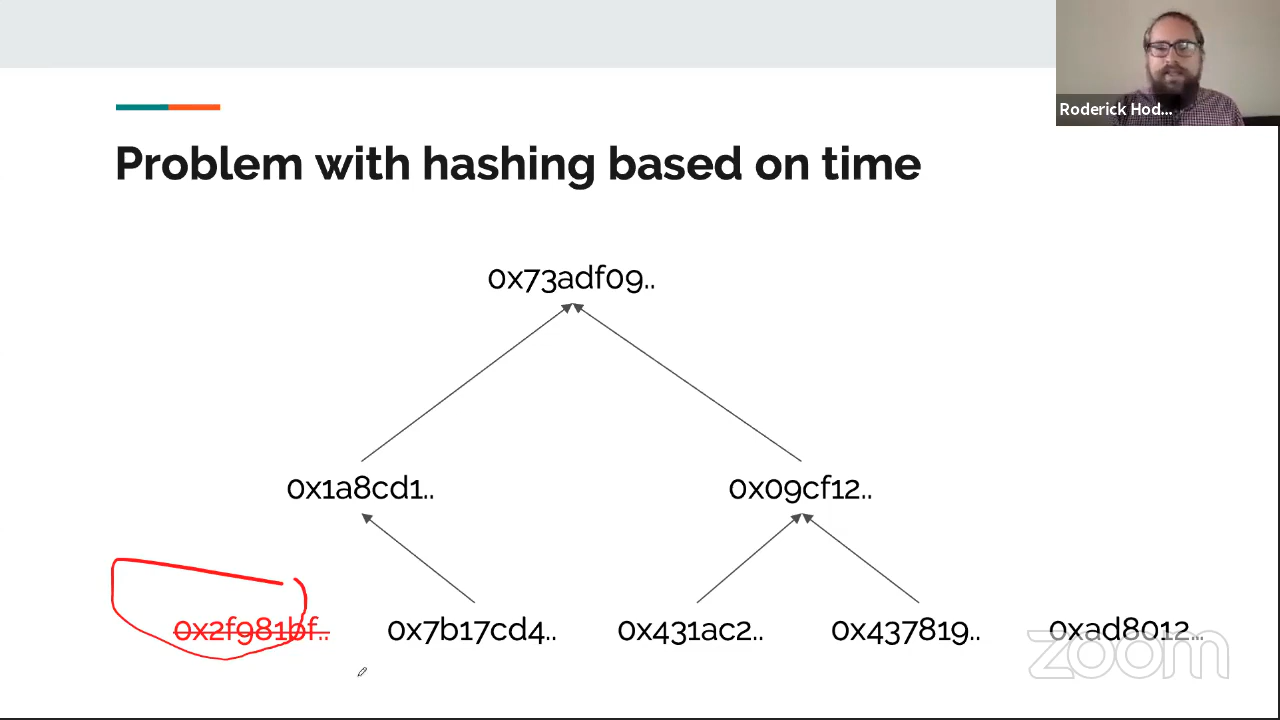 Roderick Hod...
Problem with hashing based on time
0x73adf09..
0x1a8cd1..
0x09cf12..
0x2f981bf..
0x7b17cd4..
0x431ac2..
0x437819..
0xad8012...
zoom